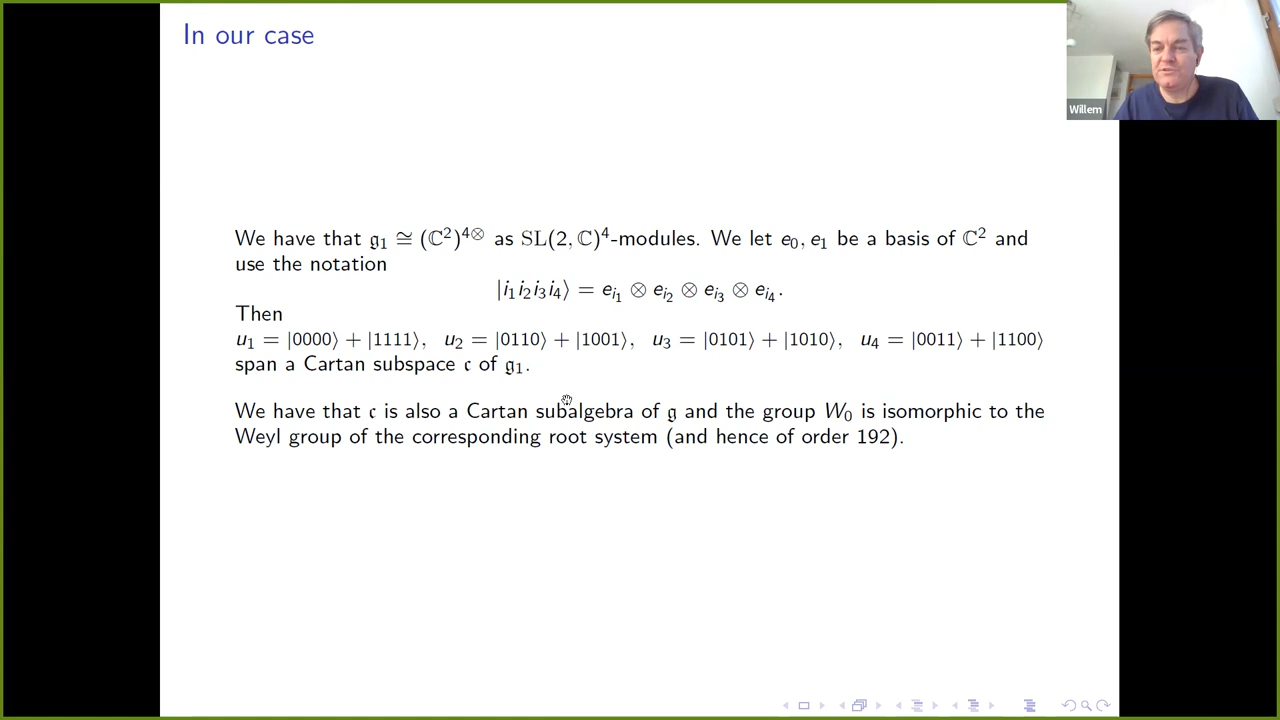 In our case
Willem
We have that 𝔤₁ ≅ (ℂ²)⁴⊗ as SL(2, ℂ)⁴-modules. We let e₀, e₁ be a basis of ℂ² and
use the notation
|i₁i₂i₃i₄⟩ = e_{i₁} ⊗ e_{i₂} ⊗ e_{i₃} ⊗ e_{i₄}.
Then
u₁ = |0000⟩ + |1111⟩, u₂ = |0110⟩ + |1001⟩, u₃ = |0101⟩ + |1010⟩, u₄ = |0011⟩ + |1100⟩
span a Cartan subspace 𝔠 of 𝔤₁.
We have that 𝔠 is also a Cartan subalgebra of 𝔤 and the group W₀ is isomorphic to the
Weyl group of the corresponding root system (and hence of order 192).